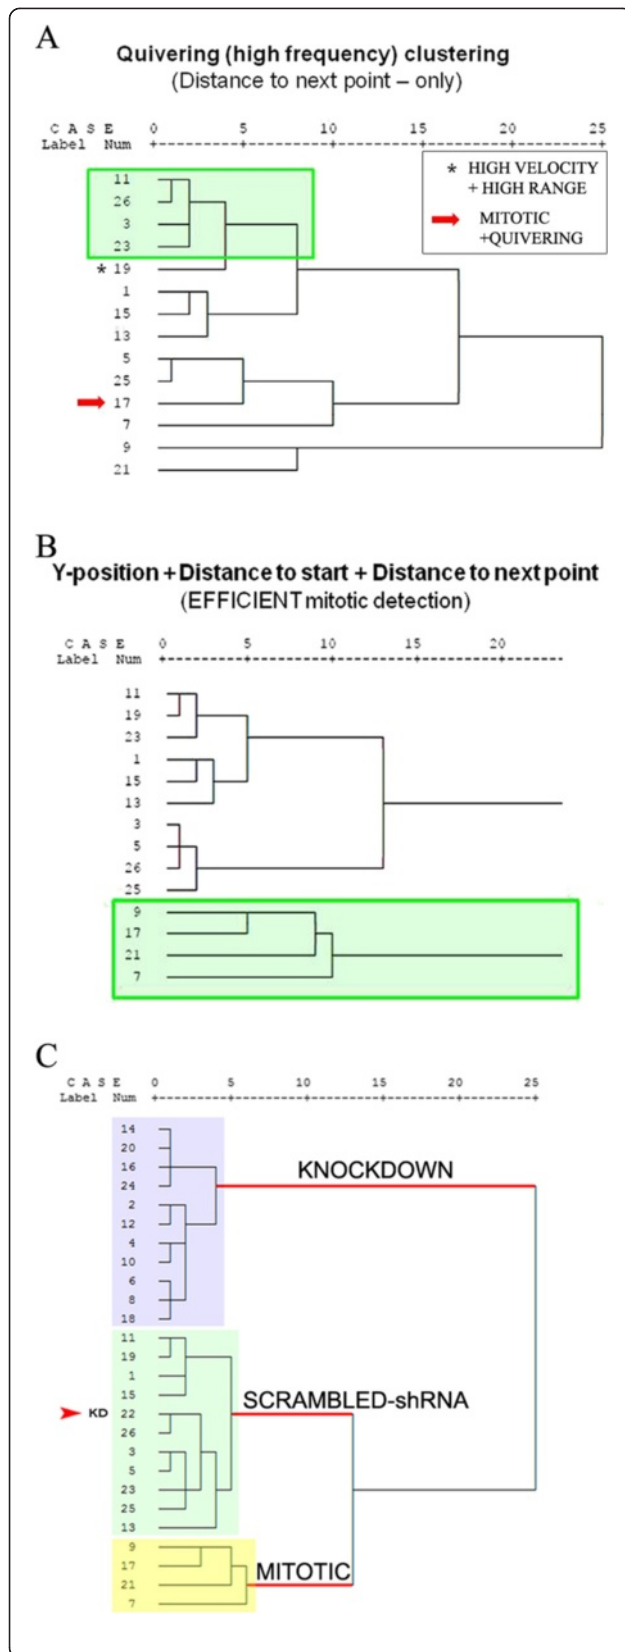 A
Quivering (high frequency) clustering
(Distance to next point – only)
C A S E 0 5 10 15 20 25
Label Num
* HIGH VELOCITY
+ HIGH RANGE
MITOTIC
+QUIVERING
11
26
3
23
* 19
1
15
13
5
25
17
7
9
21
B
Y-position + Distance to start + Distance to next point
(EFFICIENT mitotic detection)
C A S E 0 5 10 15 20
Label Num
11
19
23
1
15
13
3
5
26
25
9
17
21
7
C
C A S E 0 5 10 15 20 25
Label Num
14
20
16
KNOCKDOWN
24
2
12
4
10
6
8
18
11
19
1
15
SCRAMBLED-shRNA
KD 22
26
3
5
23
25
13
9
17
MITOTIC
21
7